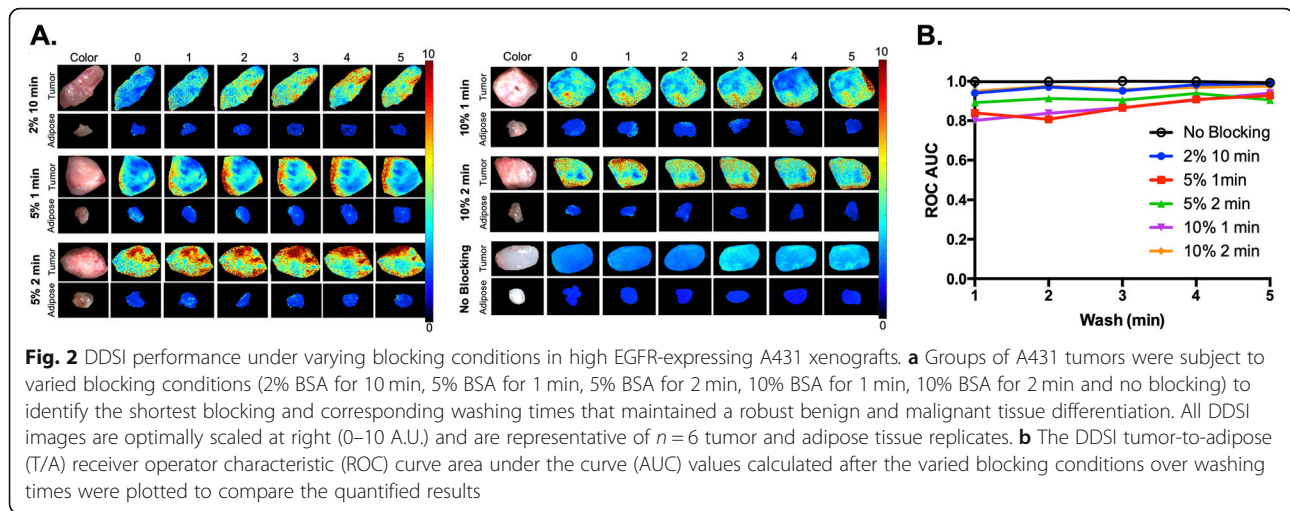 A.
Color 0 1 2 3 4 5
10
2% 10 min
Tumor
Adipose
5% 1 min
Tumor
Adipose
5% 2 min
Tumor
Adipose
0
Color 0 1 2 3 4 5
10
10% 1 min
Tumor
Adipose
10% 2 min
Tumor
Adipose
No Blocking
Tumor
Adipose
0
B.
ROC AUC
1.0
0.8
0.6
0.4
0.2
0.0
No Blocking
2% 10 min
5% 1min
5% 2 min
10% 1 min
10% 2 min
1 2 3 4 5
Wash (min)
Fig. 2 DDSI performance under varying blocking conditions in high EGFR-expressing A431 xenografts. a Groups of A431 tumors were subject to
varied blocking conditions (2% BSA for 10 min, 5% BSA for 1 min, 5% BSA for 2 min, 10% BSA for 1 min, 10% BSA for 2 min and no blocking) to
identify the shortest blocking and corresponding washing times that maintained a robust benign and malignant tissue differentiation. All DDSI
images are optimally scaled at right (0–10 A.U.) and are representative of n = 6 tumor and adipose tissue replicates. b The DDSI tumor-to-adipose
(T/A) receiver operator characteristic (ROC) curve area under the curve (AUC) values calculated after the varied blocking conditions over washing
times were plotted to compare the quantified results